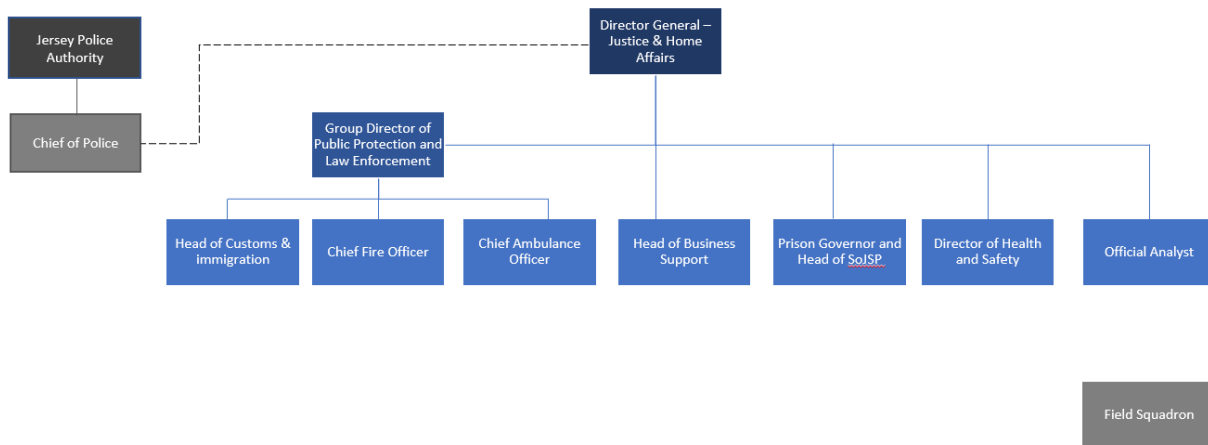 Jersey Police
Authority
Director General –
Justice & Home
Affairs
Chief of Police
Group Director of
Public Protection and
Law Enforcement
Head of Customs &
immigration
Chief Fire Officer
Chief Ambulance
Officer
Head of Business
Support
Prison Governor and
Head of SoJSP
Director of Health
and Safety
Official Analyst
Field Squadron